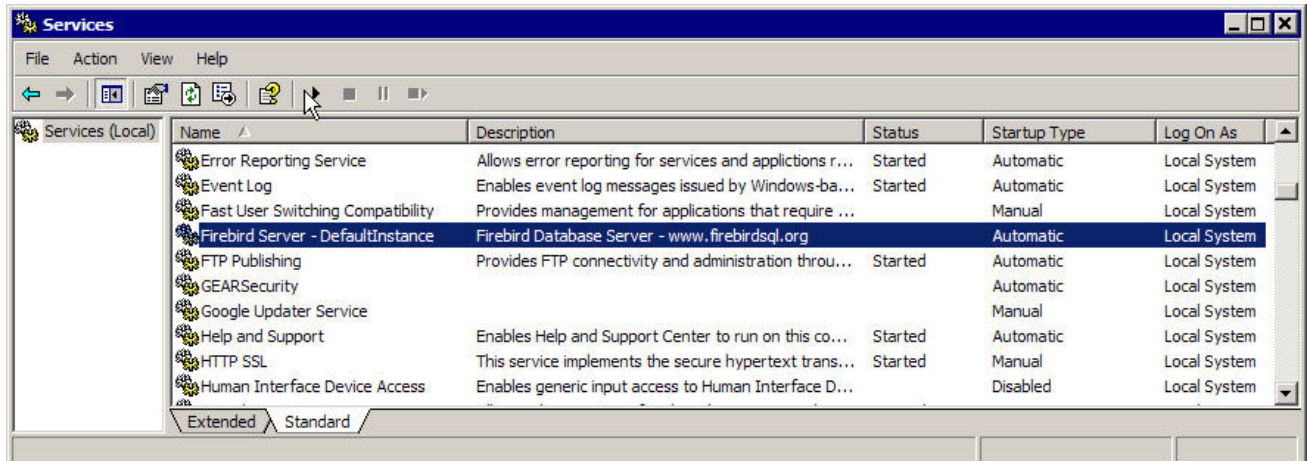 Services
File Action View Help
Services (Local) Name Description Status Startup Type Log On As
Error Reporting Service Allows error reporting for services and applictions r... Started Automatic Local System
Event Log Enables event log messages issued by Windows-ba... Started Automatic Local System
Fast User Switching Compatibility Provides management for applications that require ... Manual Local System
Firebird Server - DefaultInstance Firebird Database Server - www.firebirdsql.org Automatic Local System
FTP Publishing Provides FTP connectivity and administration throu... Started Automatic Local System
GEARSecurity Automatic Local System
Google Updater Service Manual Local System
Help and Support Enables Help and Support Center to run on this co... Started Automatic Local System
HTTP SSL This service implements the secure hypertext trans... Started Manual Local System
Human Interface Device Access Enables generic input access to Human Interface D... Disabled Local System
Extended Standard